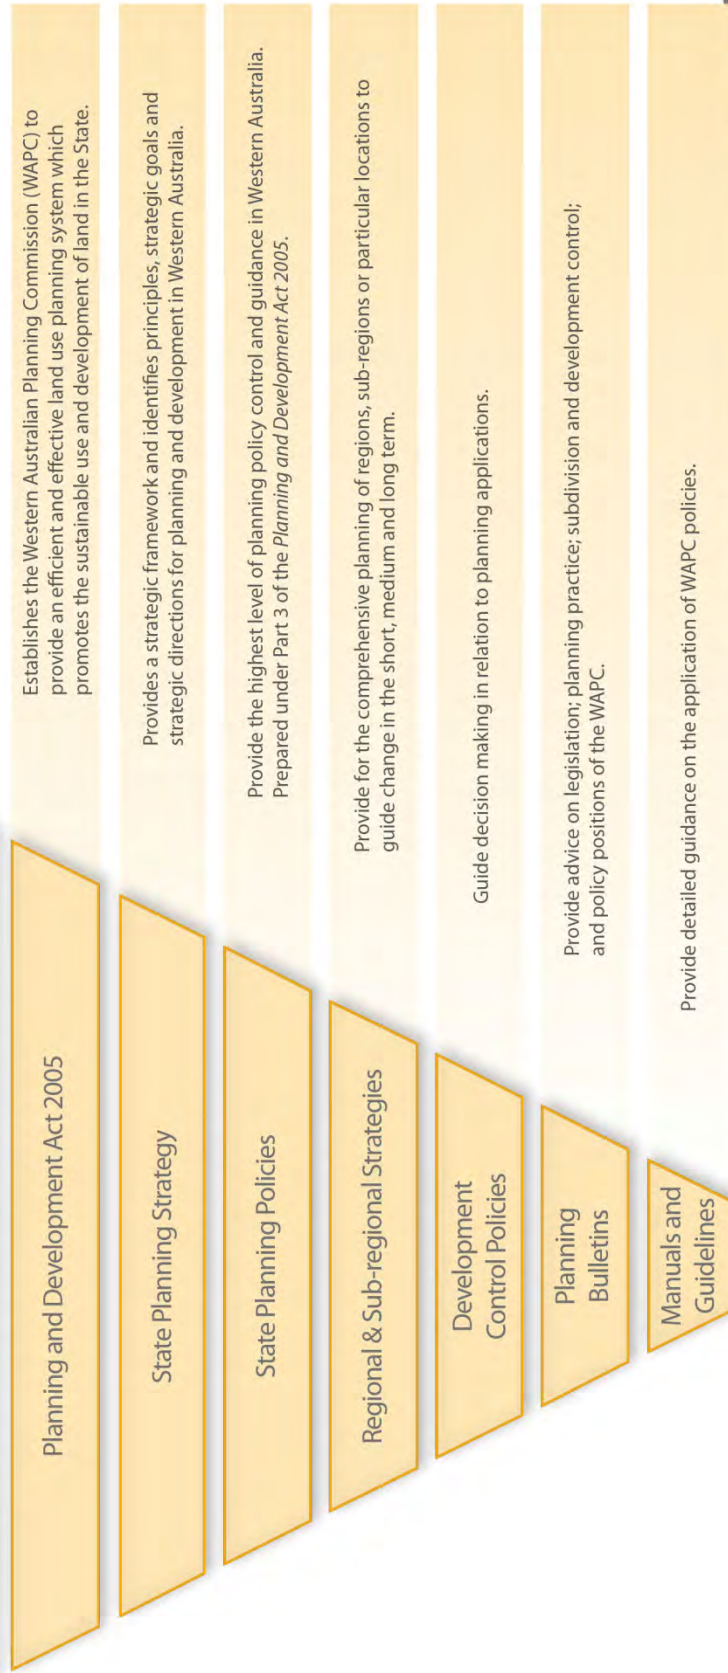 Planning and Development Act 2005
Establishes the Western Australian Planning Commission (WAPC) to
provide an efficient and effective land use planning system which
promotes the sustainable use and development of land in the State.
State Planning Strategy
Provides a strategic framework and identifies principles, strategic goals and
strategic directions for planning and development in Western Australia.
State Planning Policies
Provide the highest level of planning policy control and guidance in Western Australia.
Prepared under Part 3 of the Planning and Development Act 2005.
Regional & Sub-regional Strategies
Provide for the comprehensive planning of regions, sub-regions or particular locations to
guide change in the short, medium and long term.
Development
Control Policies
Guide decision making in relation to planning applications.
Planning
Bulletins
Provide advice on legislation; planning practice; subdivision and development control;
and policy positions of the WAPC.
Manuals and
Guidelines
Provide detailed guidance on the application of WAPC policies.